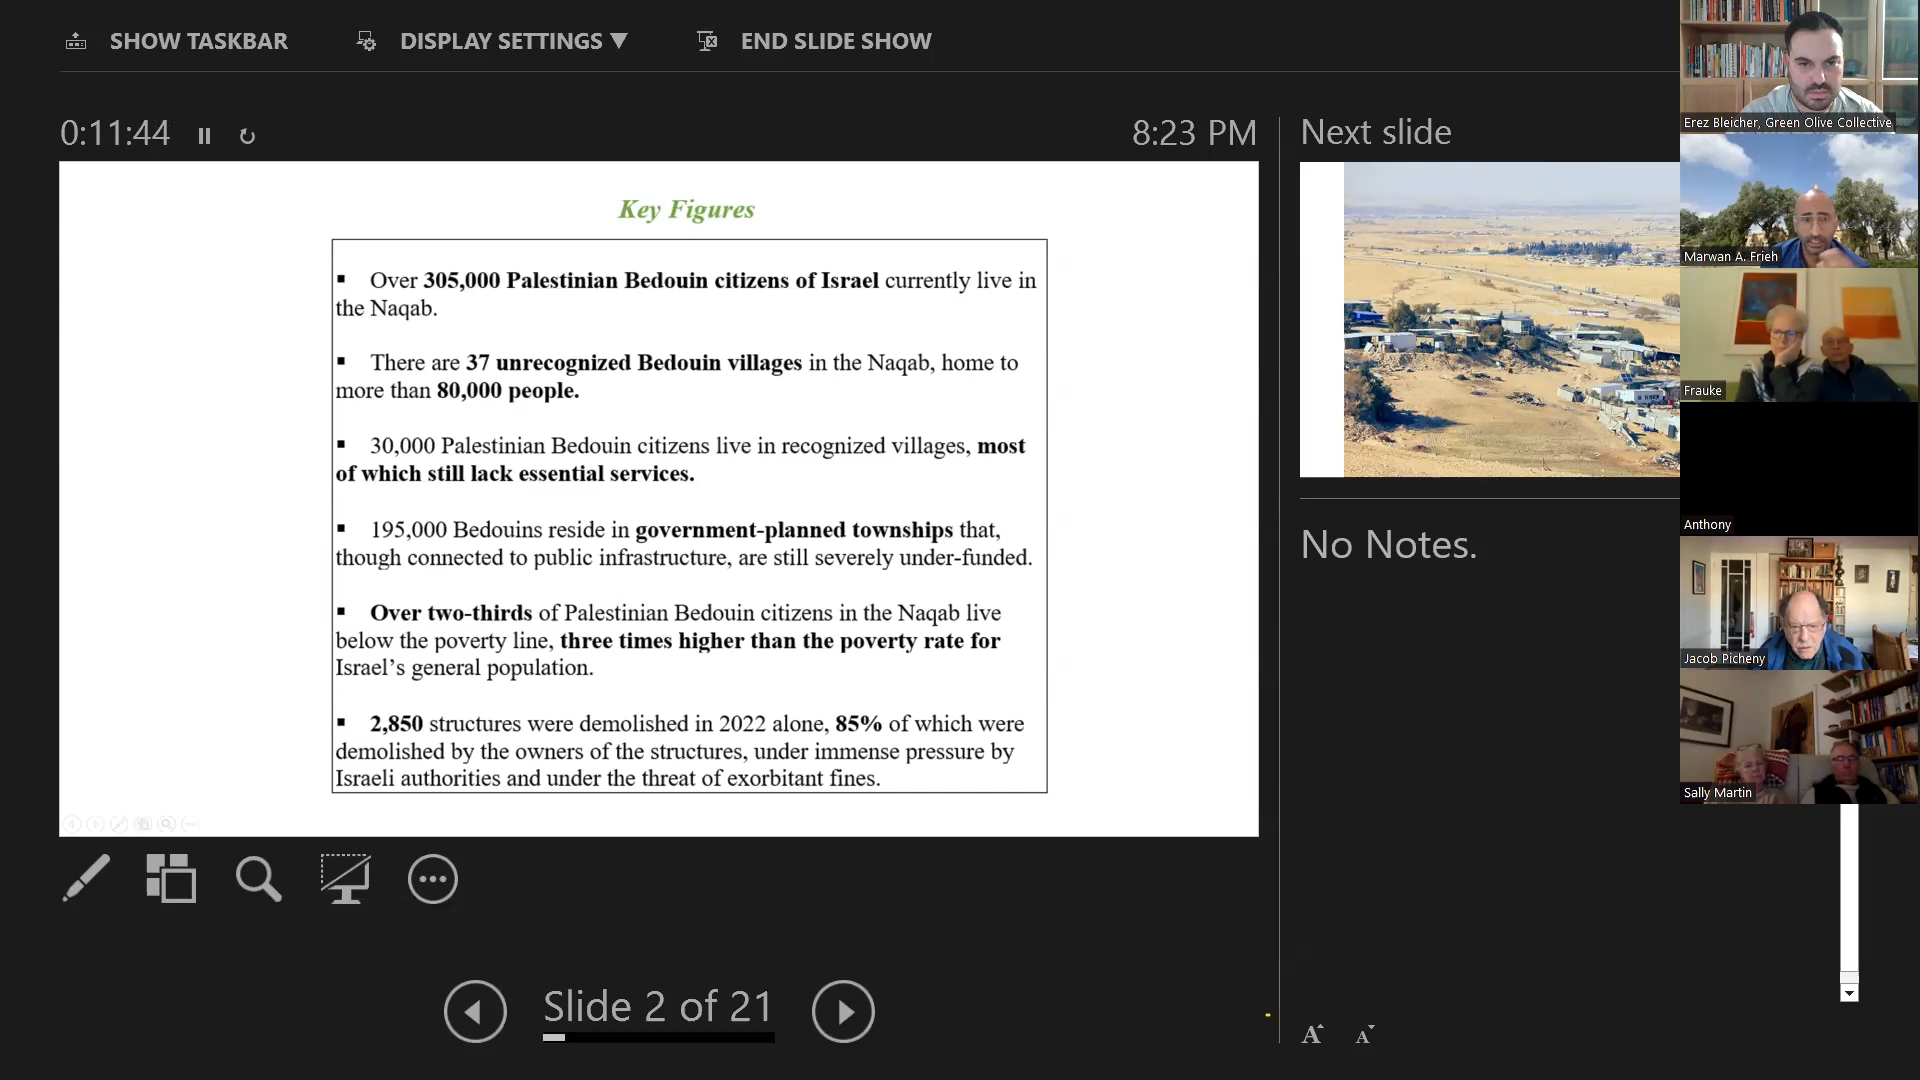 SHOW TASKBAR
DISPLAY SETTINGS
END SLIDE SHOW
0:11:44
8:23 PM
Next slide
Key Figures
Over 305,000 Palestinian Bedouin citizens of Israel currently live in
the Naqab.
There are 37 unrecognized Bedouin villages in the Naqab, home to
more than 80,000 people.
30,000 Palestinian Bedouin citizens live in recognized villages, most
of which still lack essential services.
195,000 Bedouins reside in government-planned townships that,
though connected to public infrastructure, are still severely under-funded.
Over two-thirds of Palestinian Bedouin citizens in the Naqab live
below the poverty line, three times higher than the poverty rate for
Israel’s general population.
2,850 structures were demolished in 2022 alone, 85% of which were
demolished by the owners of the structures, under immense pressure by
Israeli authorities and under the threat of exorbitant fines.
No Notes.
Slide 2 of 21
A A
Erez Bleicher, Green Olive Collective
Marwan A. Frieh
Frauke
Anthony
Jacob Picheny
Sally Martin